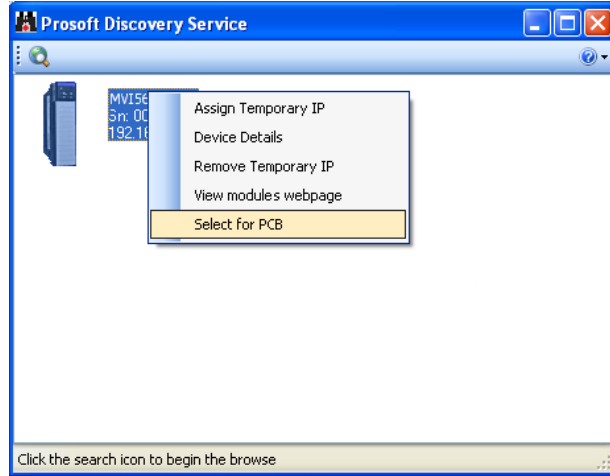 Prosoft Discovery Service
MVI56
Sn: 00
192.16
Assign Temporary IP
Device Details
Remove Temporary IP
View modules webpage
Select for PCB
Click the search icon to begin the browse